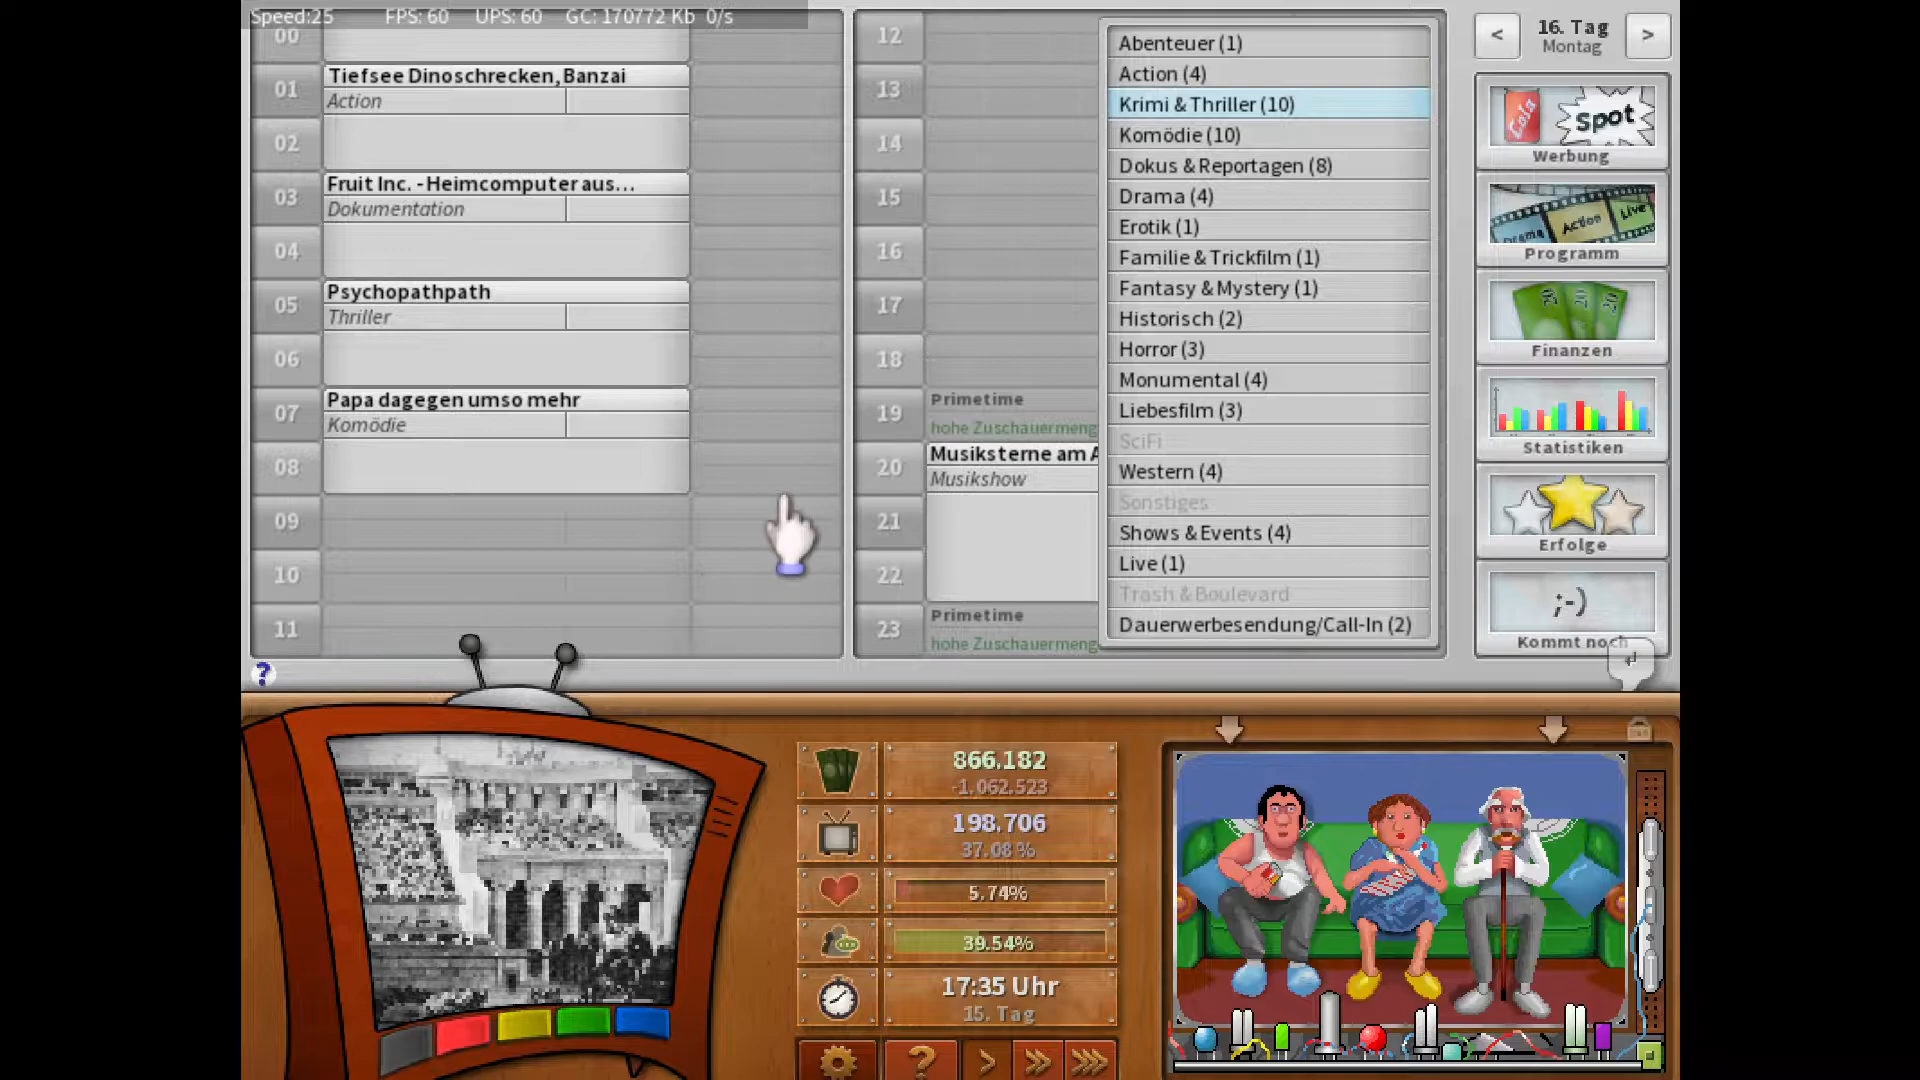 Speed:25 FPS: 60 UPS: 60 GC: 170772 Kb 0/s
00
01 Tiefsee Dinoschrecken, Banzai
Action
02
03 Fruit Inc. - Heimcomputer aus...
Dokumentation
04
05 Psychopathpath
Thriller
06
07 Papa dagegen umso mehr
Komödie
08
09
10
11
12
13
14
15
16
17
18
19 Primetime
hohe Zuschauermeng
20 Musiksterne am A
Musikshow
21
22
23 Primetime
hohe Zuschauermeng
Abenteuer (1)
Action (4)
Krimi & Thriller (10)
Komödie (10)
Dokus & Reportagen (8)
Drama (4)
Erotik (1)
Familie & Trickfilm (1)
Fantasy & Mystery (1)
Historisch (2)
Horror (3)
Monumental (4)
Liebesfilm (3)
SciFi
Western (4)
Sonstiges
Shows & Events (4)
Live (1)
Trash & Boulevard
Dauerwerbesendung/Call-In (2)
< 16. Tag >
Montag
Cola Spot
Werbung
Drama Action Live
Programm
20 20 20
Finanzen
Statistiken
Erfolge
;-)
Kommt noch
?
866.182
-1.062.523
198.706
37.08 %
5.74%
39.54%
17:35 Uhr
15. Tag
?